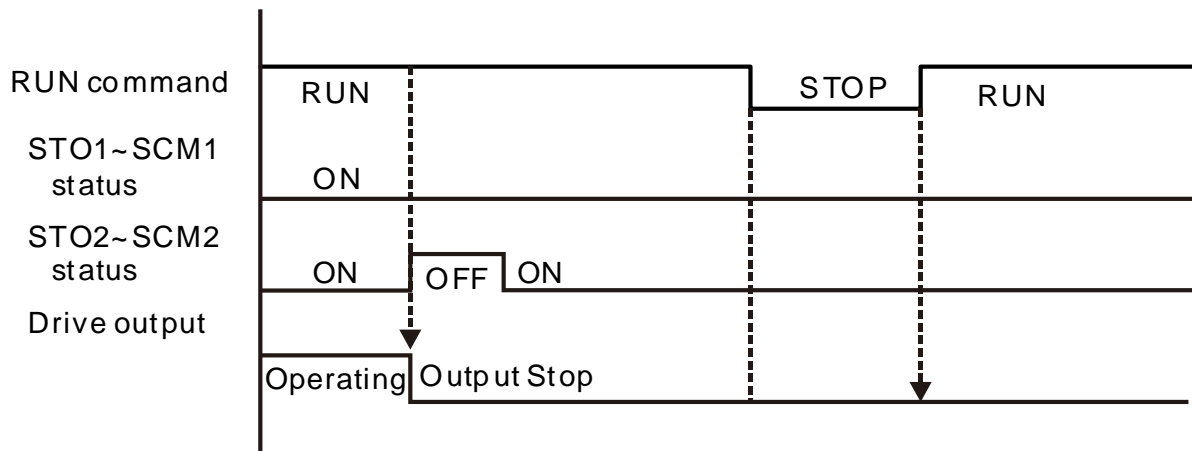 RUN command
RUN
STOP
RUN
STO1~SCM1
status
ON
STO2~SCM2
status
ON
OFF
ON
Drive output
Operating
Output Stop